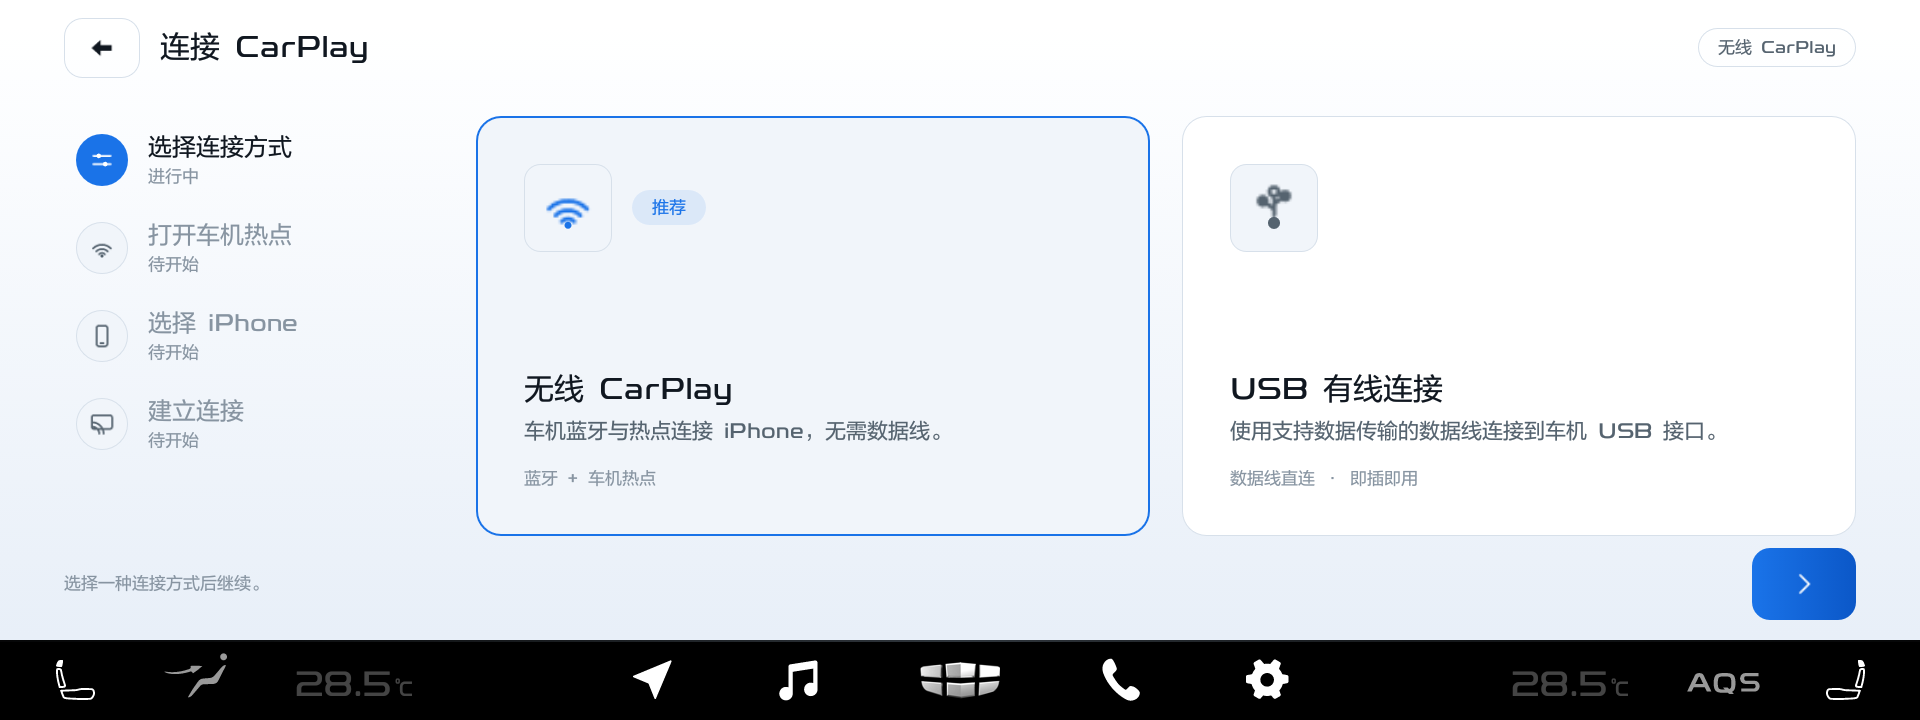 连接 CarPlay
无线 CarPlay
选择连接方式
进行中
打开车机热点
待开始
选择 iPhone
待开始
建立连接
待开始
推荐
无线 CarPlay
车机蓝牙与热点连接 iPhone，无需数据线。
蓝牙 + 车机热点
USB 有线连接
使用支持数据传输的数据线连接到车机 USB 接口。
数据线直连 · 即插即用
选择一种连接方式后继续。
28.5℃
28.5℃
AQS